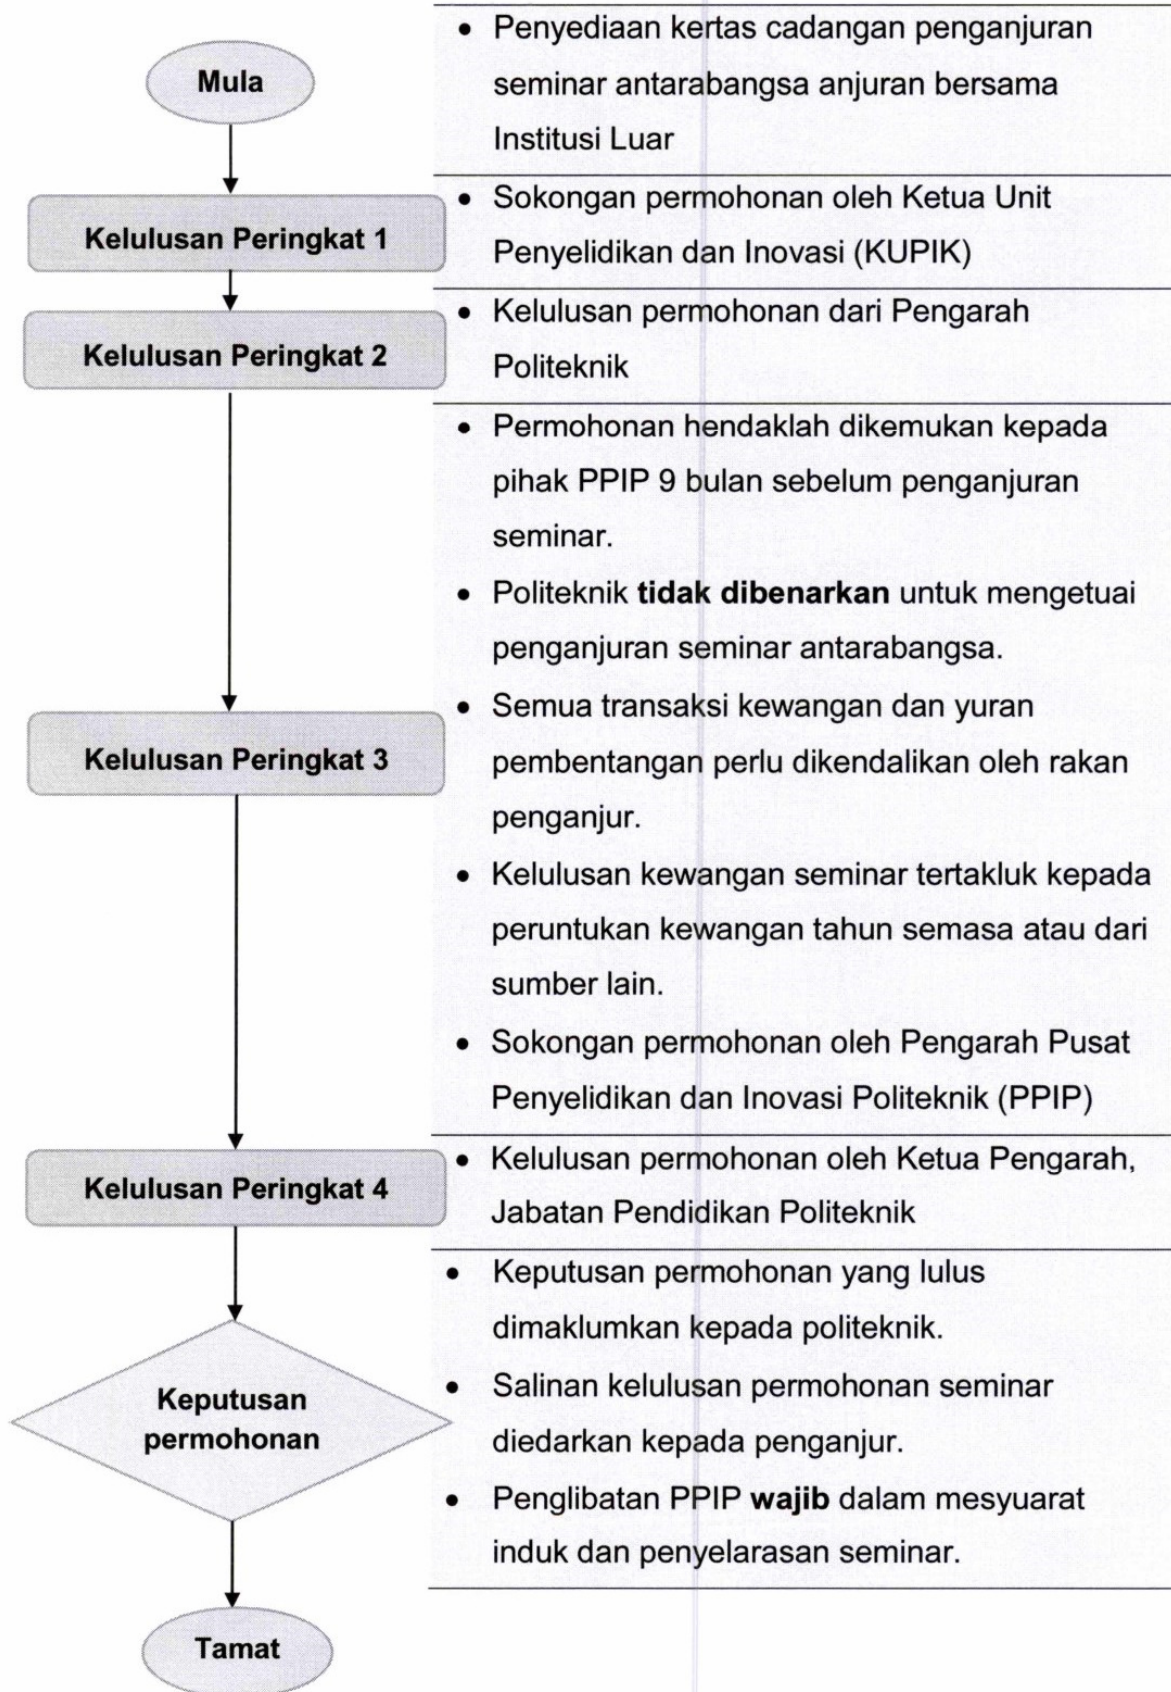 Mula
• Penyediaan kertas cadangan penganjuran
seminar antarabangsa anjuran bersama
Institusi Luar
Kelulusan Peringkat 1
• Sokongan permohonan oleh Ketua Unit
Penyelidikan dan Inovasi (KUPIK)
Kelulusan Peringkat 2
• Kelulusan permohonan dari Pengarah
Politeknik
Kelulusan Peringkat 3
• Permohonan hendaklah dikemukan kepada
pihak PPIP 9 bulan sebelum penganjuran
seminar.
• Politeknik tidak dibenarkan untuk mengetuai
penganjuran seminar antarabangsa.
• Semua transaksi kewangan dan yuran
pembentangan perlu dikendalikan oleh rakan
penganjur.
• Kelulusan kewangan seminar tertakluk kepada
peruntukan kewangan tahun semasa atau dari
sumber lain.
• Sokongan permohonan oleh Pengarah Pusat
Penyelidikan dan Inovasi Politeknik (PPIP)
Kelulusan Peringkat 4
• Kelulusan permohonan oleh Ketua Pengarah,
Jabatan Pendidikan Politeknik
Keputusan
permohonan
• Keputusan permohonan yang lulus
dimaklumkan kepada politeknik.
• Salinan kelulusan permohonan seminar
diedarkan kepada penganjur.
• Penglibatan PPIP wajib dalam mesyuarat
induk dan penyelarasan seminar.
Tamat